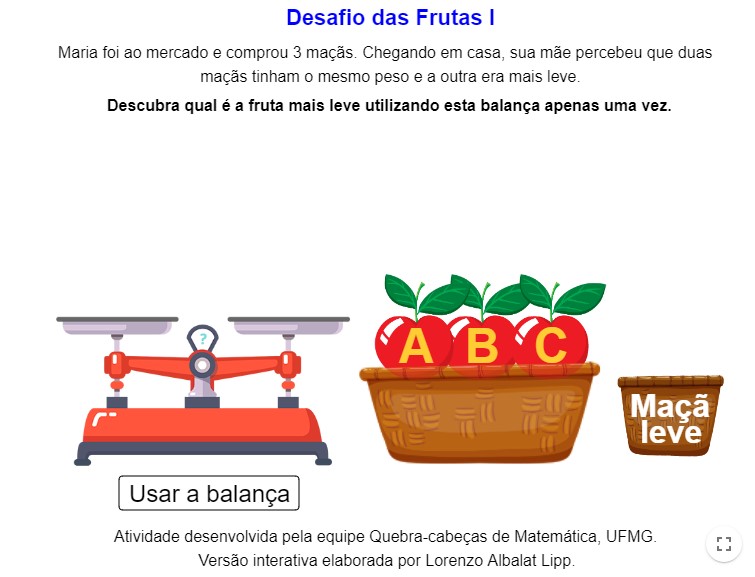 Desafio das Frutas I
Maria foi ao mercado e comprou 3 maçãs. Chegando em casa, sua mãe percebeu que duas
maçãs tinham o mesmo peso e a outra era mais leve.
Descubra qual é a fruta mais leve utilizando esta balança apenas uma vez.
?
A B C
Maçã
leve
Usar a balança
Atividade desenvolvida pela equipe Quebra-cabeças de Matemática, UFMG.
Versão interativa elaborada por Lorenzo Albalat Lipp.